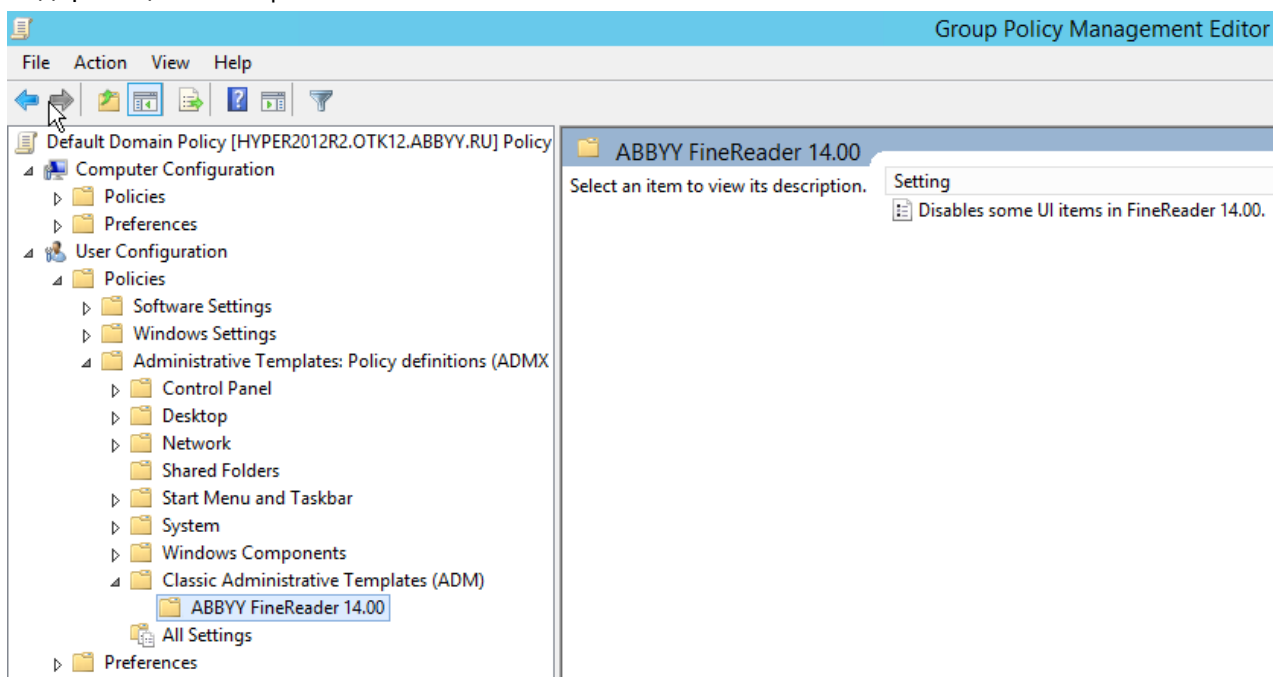 Group Policy Management Editor
File Action View Help
Default Domain Policy [HYPER2012R2.OTK12.ABBYY.RU] Policy
Computer Configuration
Policies
Preferences
User Configuration
Policies
Software Settings
Windows Settings
Administrative Templates: Policy definitions (ADMX
Control Panel
Desktop
Network
Shared Folders
Start Menu and Taskbar
System
Windows Components
Classic Administrative Templates (ADM)
ABBYY FineReader 14.00
All Settings
Preferences
ABBYY FineReader 14.00
Select an item to view its description.
Setting
Disables some UI items in FineReader 14.00.